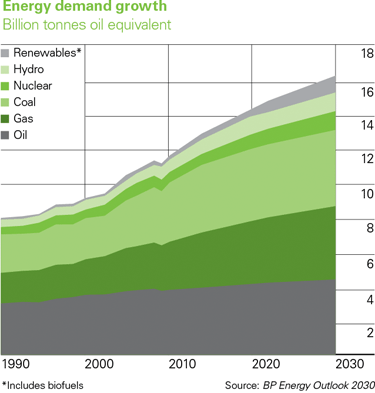 Energy demand growth
Billion tonnes oil equivalent
Renewables*
Hydro
Nuclear
Coal
Gas
Oil
18
16
14
12
10
8
6
4
2
1990 2000 2010 2020 2030
*Includes biofuels Source: BP Energy Outlook 2030